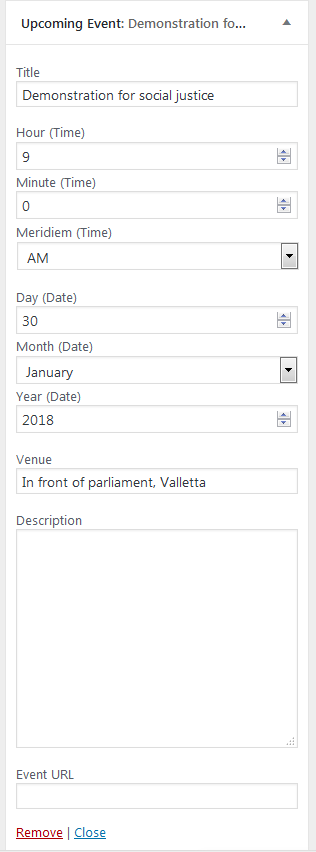 Upcoming Event: Demonstration fo...
Title
Demonstration for social justice
Hour (Time)
9
Minute (Time)
0
Meridiem (Time)
AM
Day (Date)
30
Month (Date)
January
Year (Date)
2018
Venue
In front of parliament, Valletta
Description
Event URL
Remove | Close